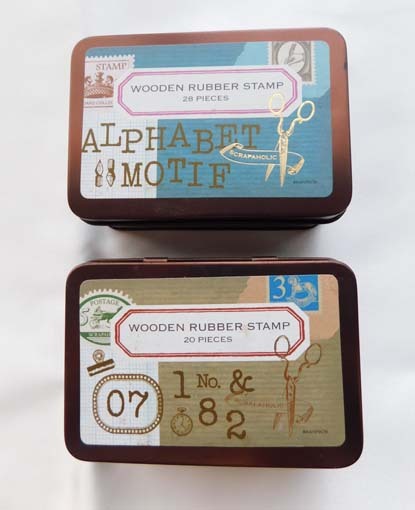 STAMP
WOODEN RUBBER STAMP
28 PIECES
ALPHABET
SCRAPAHOLIC
MOTIF
3
POSTAGE
WOODEN RUBBER STAMP
20 PIECES
1 No. &
07
8 2